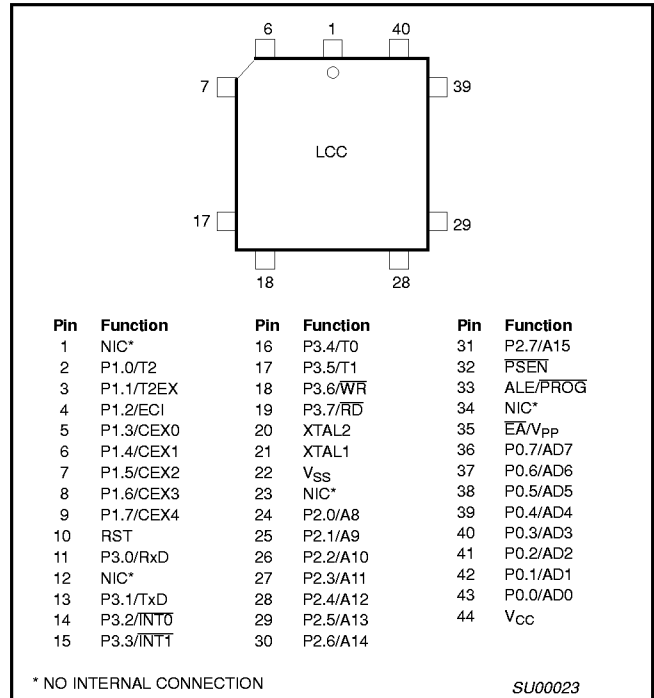 6 1 40
7 39
LCC
17 29
18 28
Pin Function Pin Function Pin Function
1 NIC* 16 P3.4/T0 31 P2.7/A15
2 P1.0/T2 17 P3.5/T1 32 P̅S̅E̅N̅
3 P1.1/T2EX 18 P3.6/W̅R̅ 33 ALE/P̅R̅O̅G̅
4 P1.2/ECI 19 P3.7/R̅D̅ 34 NIC*
5 P1.3/CEX0 20 XTAL2 35 E̅A̅/VPP
6 P1.4/CEX1 21 XTAL1 36 P0.7/AD7
7 P1.5/CEX2 22 VSS 37 P0.6/AD6
8 P1.6/CEX3 23 NIC* 38 P0.5/AD5
9 P1.7/CEX4 24 P2.0/A8 39 P0.4/AD4
10 RST 25 P2.1/A9 40 P0.3/AD3
11 P3.0/RxD 26 P2.2/A10 41 P0.2/AD2
12 NIC* 27 P2.3/A11 42 P0.1/AD1
13 P3.1/TxD 28 P2.4/A12 43 P0.0/AD0
14 P3.2/I̅N̅T̅0̅ 29 P2.5/A13 44 VCC
15 P3.3/I̅N̅T̅1̅ 30 P2.6/A14
* NO INTERNAL CONNECTION SU00023